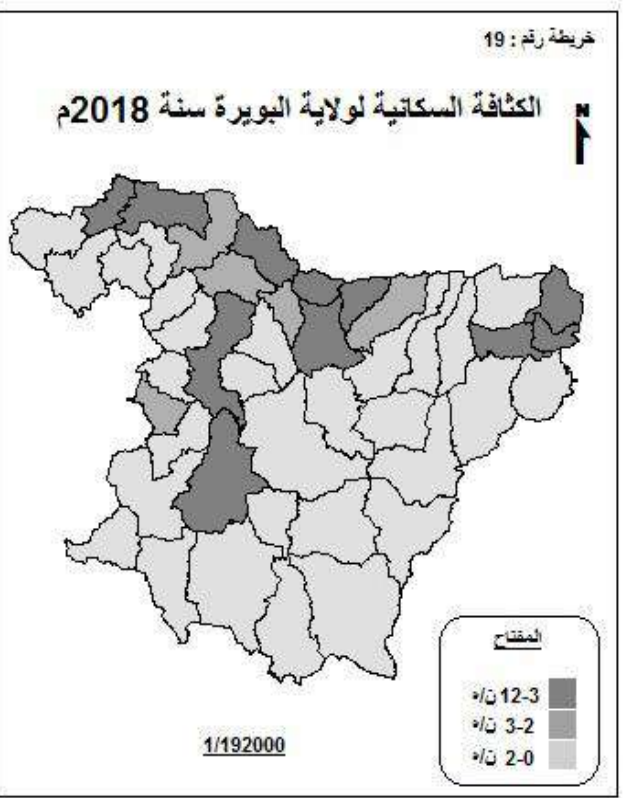 خريطة رقم : 19
الكثافة السكانية لولاية البويرة سنة 2018م
N
المفتاح
12-3 ن/ه
3-2 ن/ه
2-0 ن/ه
1/192000